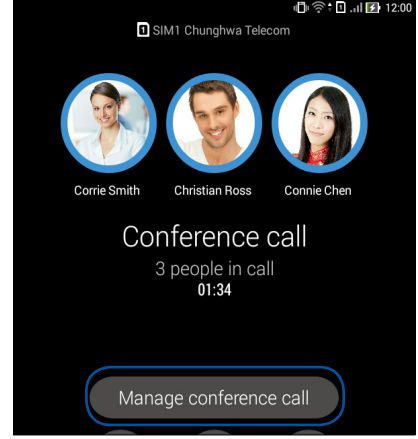 12:00
1 SIM1 Chunghwa Telecom
Corrie Smith Christian Ross Connie Chen
Conference call
3 people in call
01:34
Manage conference call